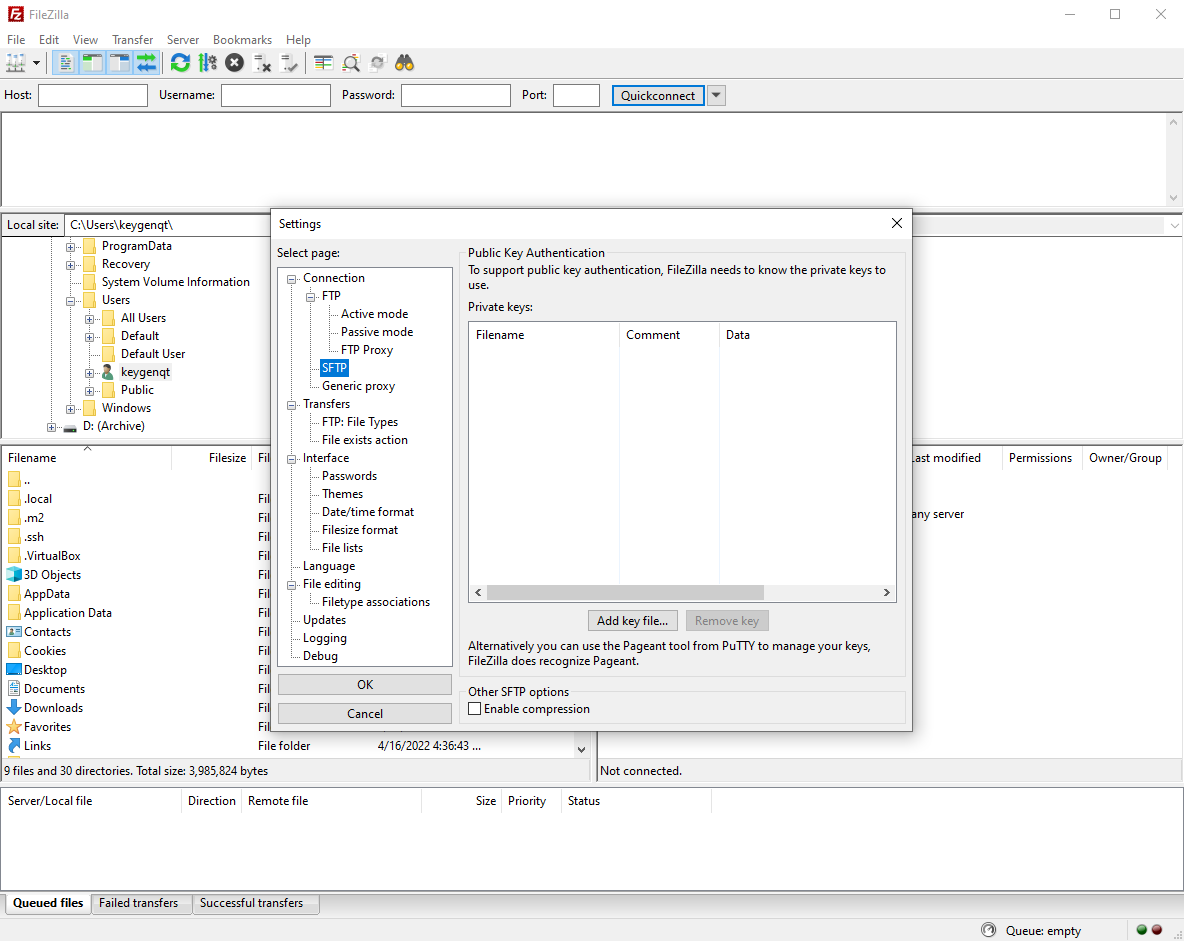 FileZilla
File Edit View Transfer Server Bookmarks Help
Host: Username: Password: Port: Quickconnect
Local site: C:\Users\keygenqt\
ProgramData
Recovery
System Volume Information
Users
All Users
Default
Default User
keygenqt
Public
Windows
D: (Archive)
Filename Filesize Fil
..
.local Fil
.m2 Fil
.ssh Fil
.VirtualBox Fil
3D Objects Fil
AppData Fil
Application Data Fil
Contacts Fil
Cookies Fil
Desktop Fil
Documents Fil
Downloads Fil
Favorites Fil
Links File folder 4/16/2022 4:36:43 ...
9 files and 30 directories. Total size: 3,985,824 bytes
Settings
Select page:
Connection
FTP
Active mode
Passive mode
FTP Proxy
SFTP
Generic proxy
Transfers
FTP: File Types
File exists action
Interface
Passwords
Themes
Date/time format
Filesize format
File lists
Language
File editing
Filetype associations
Updates
Logging
Debug
OK
Cancel
Public Key Authentication
To support public key authentication, FileZilla needs to know the private keys to
use.
Private keys:
Filename Comment Data
Add key file... Remove key
Alternatively you can use the Pageant tool from PuTTY to manage your keys,
FileZilla does recognize Pageant.
Other SFTP options
Enable compression
Last modified Permissions Owner/Group
any server
Not connected.
Server/Local file Direction Remote file Size Priority Status
Queued files Failed transfers Successful transfers
Queue: empty